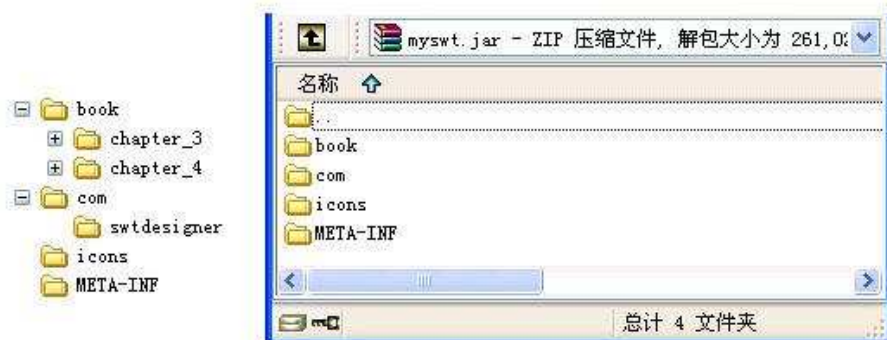 book
chapter_3
chapter_4
com
swtdesigner
icons
META-INF
myswt.jar - ZIP 压缩文件, 解包大小为 261,0
名称
..
book
com
icons
META-INF
总计 4 文件夹